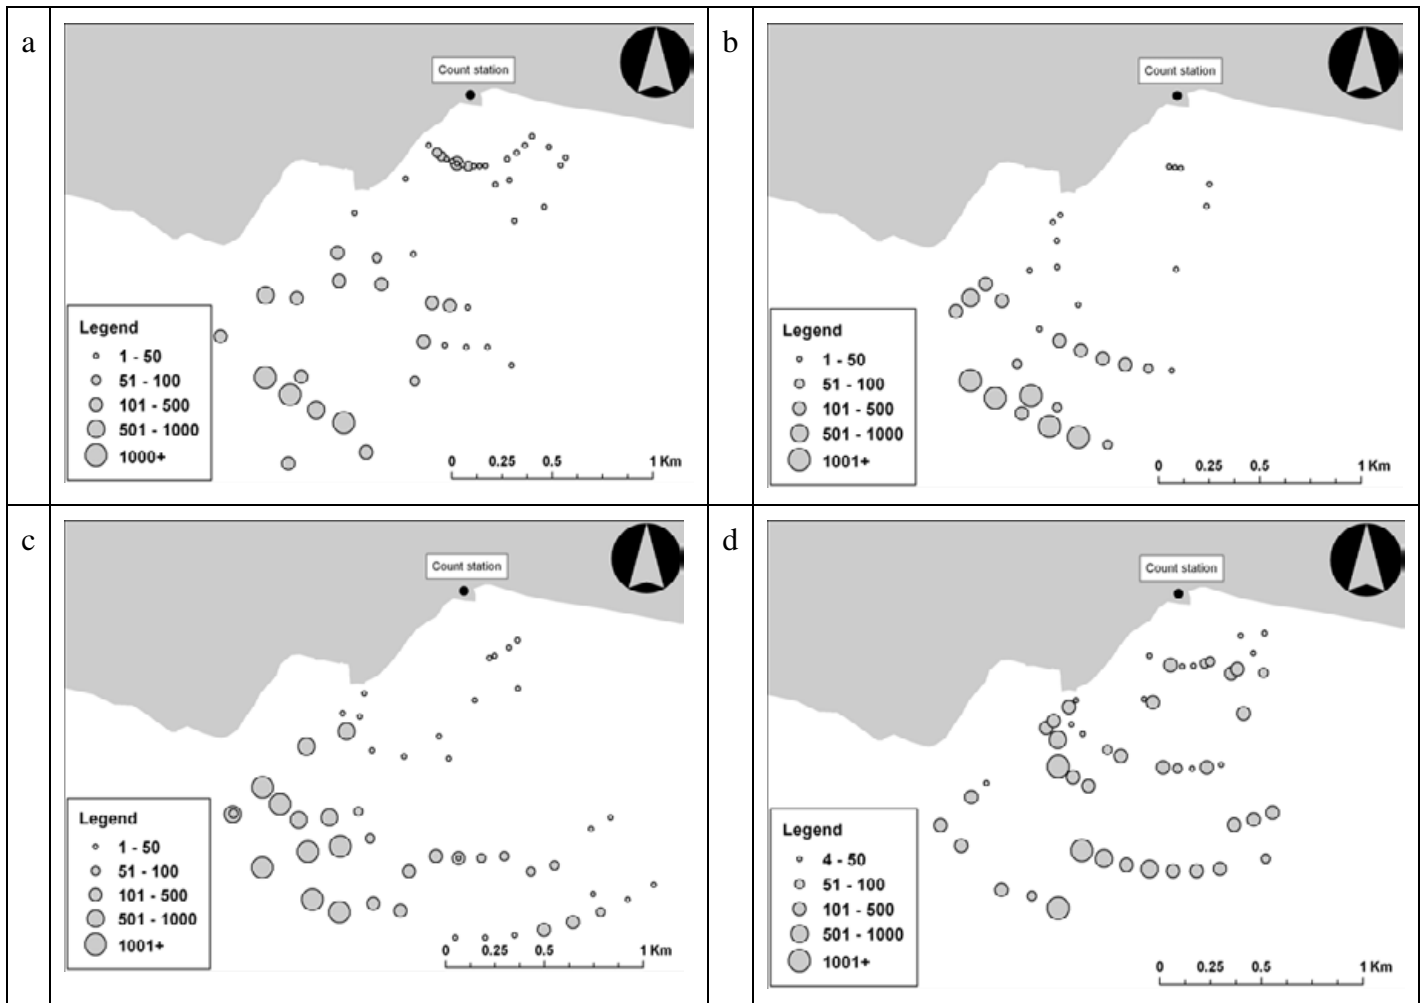 a
Count station
Legend
1 - 50
51 - 100
101 - 500
501 - 1000
1000+
0 0.25 0.5 1 Km
b
Count station
Legend
1 - 50
51 - 100
101 - 500
501 - 1000
1001+
0 0.25 0.5 1 Km
c
Count station
Legend
1 - 50
51 - 100
101 - 500
501 - 1000
1001+
0 0.25 0.5 1 Km
d
Count station
Legend
4 - 50
51 - 100
101 - 500
501 - 1000
1001+
0 0.25 0.5 1 Km